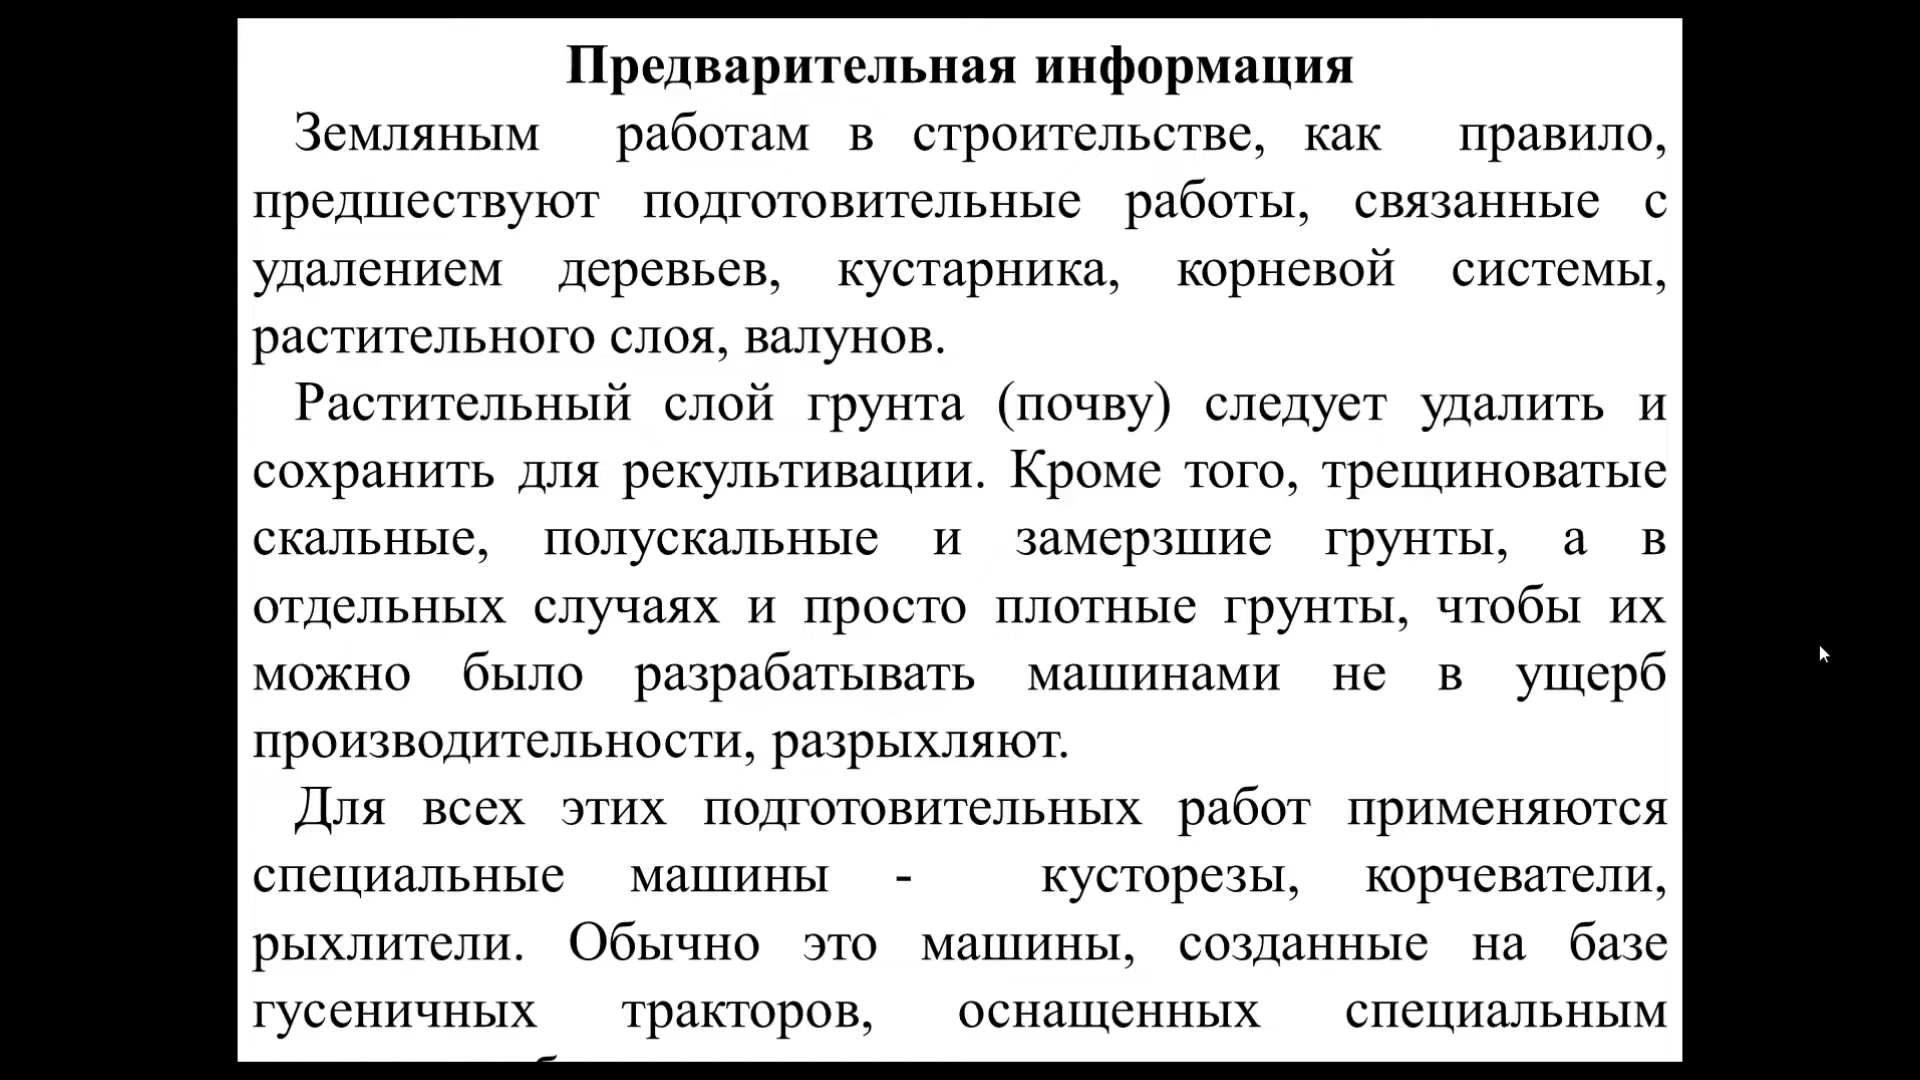 Предварительная информация
Земляным работам в строительстве, как правило,
предшествуют подготовительные работы, связанные с
удалением деревьев, кустарника, корневой системы,
растительного слоя, валунов.
Растительный слой грунта (почву) следует удалить и
сохранить для рекультивации. Кроме того, трещиноватые
скальные, полускальные и замерзшие грунты, а в
отдельных случаях и просто плотные грунты, чтобы их
можно было разрабатывать машинами не в ущерб
производительности, разрыхляют.
Для всех этих подготовительных работ применяются
специальные машины - кусторезы, корчеватели,
рыхлители. Обычно это машины, созданные на базе
гусеничных тракторов, оснащенных специальным